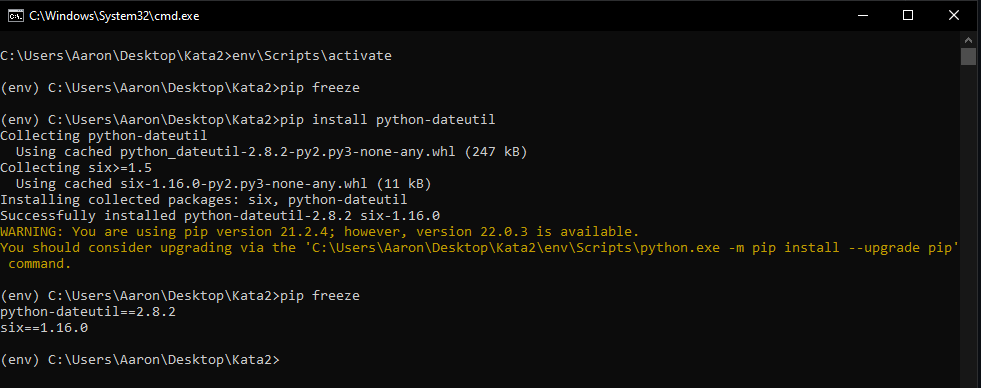 C:\Windows\System32\cmd.exe
C:\Users\Aaron\Desktop\Kata2>env\Scripts\activate
(env) C:\Users\Aaron\Desktop\Kata2>pip freeze
(env) C:\Users\Aaron\Desktop\Kata2>pip install python-dateutil
Collecting python-dateutil
  Using cached python_dateutil-2.8.2-py2.py3-none-any.whl (247 kB)
Collecting six>=1.5
  Using cached six-1.16.0-py2.py3-none-any.whl (11 kB)
Installing collected packages: six, python-dateutil
Successfully installed python-dateutil-2.8.2 six-1.16.0
WARNING: You are using pip version 21.2.4; however, version 22.0.3 is available.
You should consider upgrading via the 'C:\Users\Aaron\Desktop\Kata2\env\Scripts\python.exe -m pip install --upgrade pip'
 command.
(env) C:\Users\Aaron\Desktop\Kata2>pip freeze
python-dateutil==2.8.2
six==1.16.0
(env) C:\Users\Aaron\Desktop\Kata2>